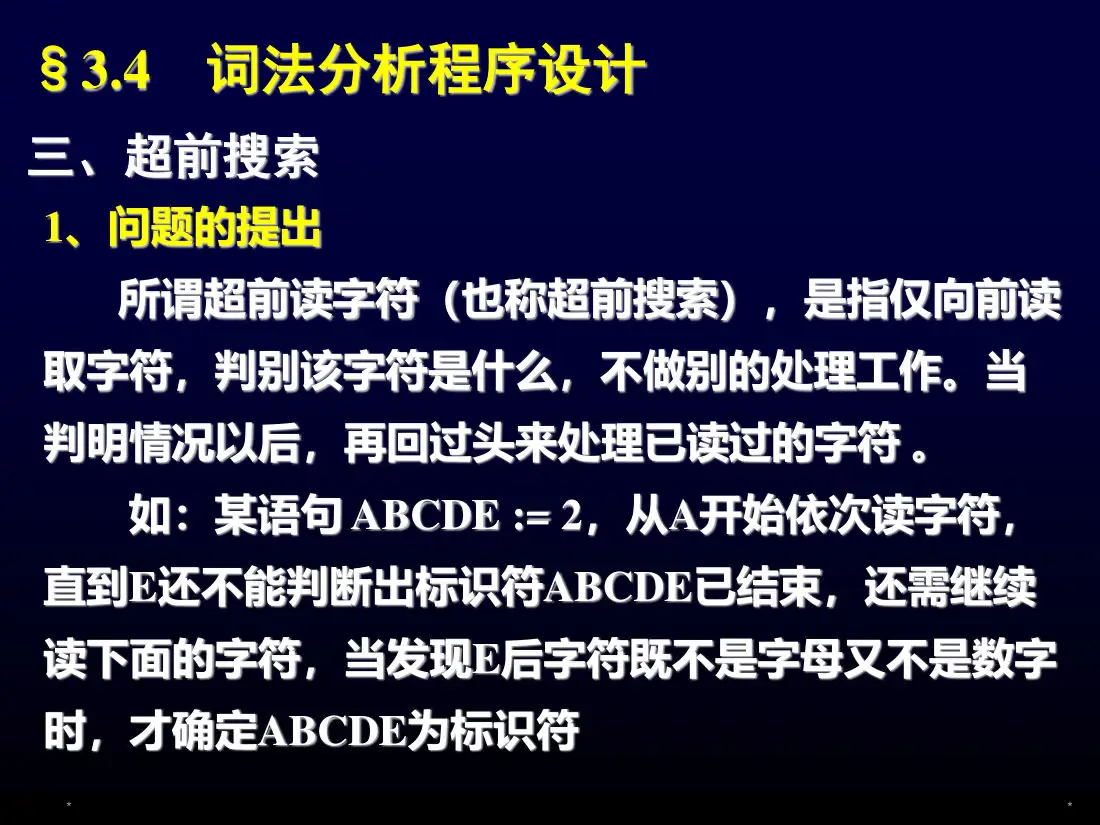 §3.4 词法分析程序设计
三、超前搜索
1、问题的提出
所谓超前读字符（也称超前搜索），是指仅向前读
取字符，判别该字符是什么，不做别的处理工作。当
判明情况以后，再回过头来处理已读过的字符 。
如：某语句 ABCDE := 2，从A开始依次读字符，
直到E还不能判断出标识符ABCDE已结束，还需继续
读下面的字符，当发现E后字符既不是字母又不是数字
时，才确定ABCDE为标识符
* *